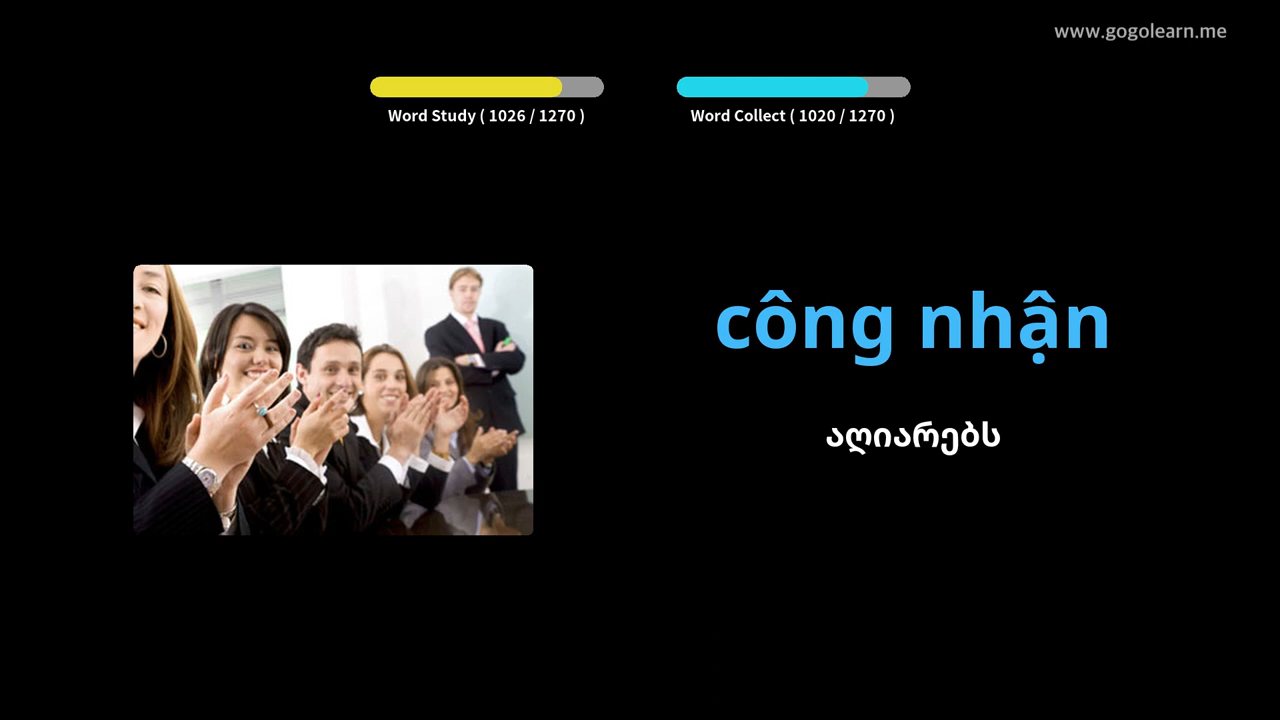 www.gogolearn.me
Word Study ( 1026 / 1270 )
Word Collect ( 1020 / 1270 )
công nhận
აღიარებს